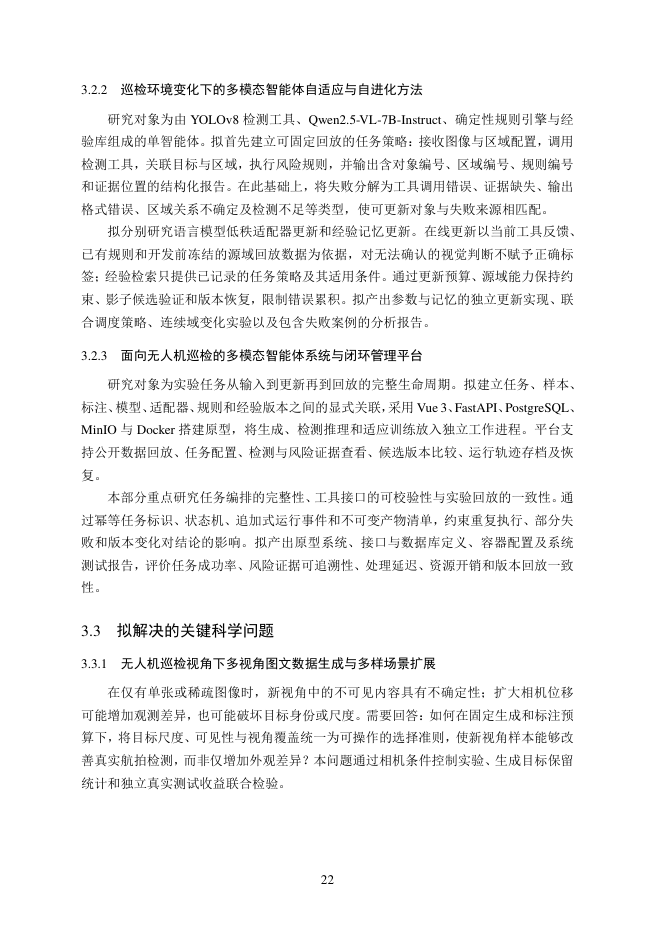 3.2.2 巡检环境变化下的多模态智能体自适应与自进化方法
研究对象为由 YOLOv8 检测工具、Qwen2.5-VL-7B-Instruct、确定性规则引擎与经
验库组成的单智能体。拟首先建立可固定回放的任务策略：接收图像与区域配置，调用
检测工具，关联目标与区域，执行风险规则，并输出含对象编号、区域编号、规则编号
和证据位置的结构化报告。在此基础上，将失败分解为工具调用错误、证据缺失、输出
格式错误、区域关系不确定及检测不足等类型，使可更新对象与失败来源相匹配。
拟分别研究语言模型低秩适配器更新和经验记忆更新。在线更新以当前工具反馈、
已有规则和开发前冻结的源域回放数据为依据，对无法确认的视觉判断不赋予正确标
签；经验检索只提供已记录的任务策略及其适用条件。通过更新预算、源域能力保持约
束、影子候选验证和版本恢复，限制错误累积。拟产出参数与记忆的独立更新实现、联
合调度策略、连续域变化实验以及包含失败案例的分析报告。
3.2.3 面向无人机巡检的多模态智能体系统与闭环管理平台
研究对象为实验任务从输入到更新再到回放的完整生命周期。拟建立任务、样本、
标注、模型、适配器、规则和经验版本之间的显式关联，采用 Vue 3、FastAPI、PostgreSQL、
MinIO 与 Docker 搭建原型，将生成、检测推理和适应训练放入独立工作进程。平台支
持公开数据回放、任务配置、检测与风险证据查看、候选版本比较、运行轨迹存档及恢
复。
本部分重点研究任务编排的完整性、工具接口的可校验性与实验回放的一致性。通
过幂等任务标识、状态机、追加式运行事件和不可变产物清单，约束重复执行、部分失
败和版本变化对结论的影响。拟产出原型系统、接口与数据库定义、容器配置及系统
测试报告，评价任务成功率、风险证据可追溯性、处理延迟、资源开销和版本回放一致
性。
3.3 拟解决的关键科学问题
3.3.1 无人机巡检视角下多视角图文数据生成与多样场景扩展
在仅有单张或稀疏图像时，新视角中的不可见内容具有不确定性；扩大相机位移
可能增加观测差异，也可能破坏目标身份或尺度。需要回答：如何在固定生成和标注预
算下，将目标尺度、可见性与视角覆盖统一为可操作的选择准则，使新视角样本能够改
善真实航拍检测，而非仅增加外观差异？本问题通过相机条件控制实验、生成目标保留
统计和独立真实测试收益联合检验。
22